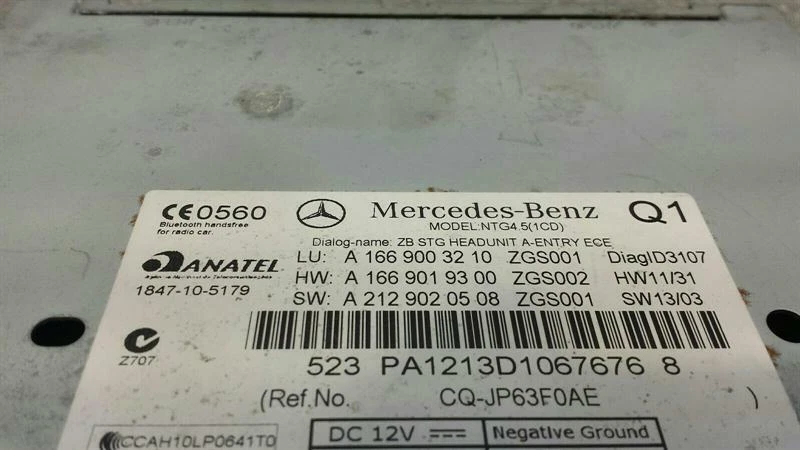 CE0560
Bluetooth handsfree
for radio car.
Mercedes-Benz
Q1
MODEL:NTG4.5(1CD)
Dialog-name: ZB STG HEADUNIT A-ENTRY ECE
ANATEL
LU: A 166 900 32 10 ZGS001 DiagID3107
HW: A 166 901 93 00 ZGS002 HW11/31
1847-10-5179
SW: A 212 902 05 08 ZGS001 SW13/03
Z707
523 PA1213D1067676 8
(Ref.No. CQ-JP63F0AE )
CCAH10LP0641T0
DC 12V Negative Ground